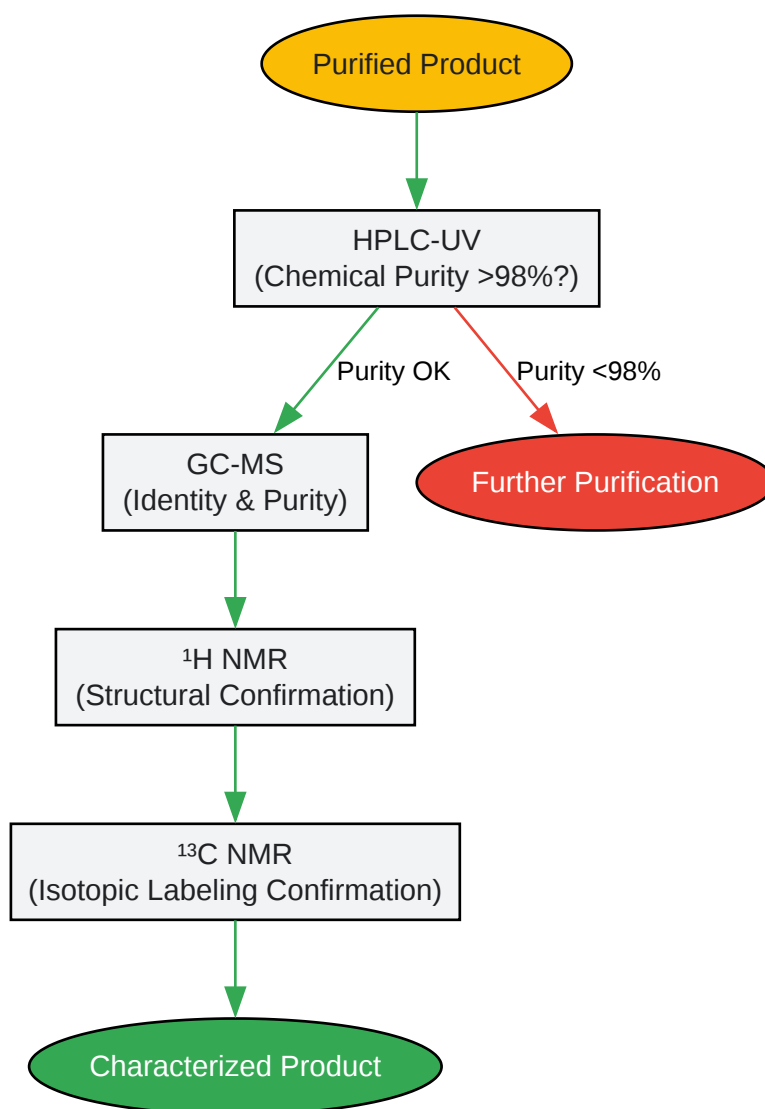 Purified Product
HPLC-UV
(Chemical Purity >98%?)
Purity OK
Purity <98%
GC-MS
(Identity & Purity)
Further Purification
¹H NMR
(Structural Confirmation)
¹³C NMR
(Isotopic Labeling Confirmation)
Characterized Product